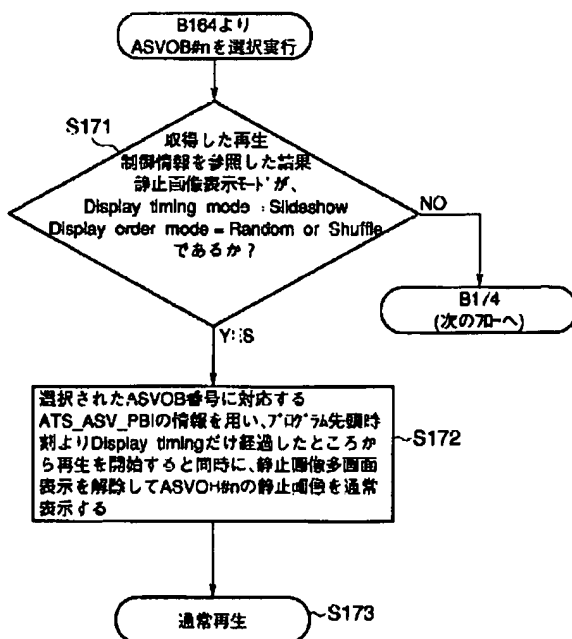 B164より
ASVOB#nを選択実行
S171
取得した再生
制御情報を参照した結果
静止画像表示ﾓｰﾄﾞが、
Display timing mode : Slideshow
Display order mode = Random or Shuffle
であるか？
NO
B174
(次のﾌﾛｰへ)
YES
選択されたASVOB番号に対応する
ATS_ASV_PBIの情報を用い、ﾌﾟﾛｸﾞﾗﾑ先頭時
刻よりDisplay timingだけ経過したところか
ら再生を開始すると同時に、静止画像多画面
表示を解除してASVOB#nの静止画像を通常
表示する
S172
通常再生
S173